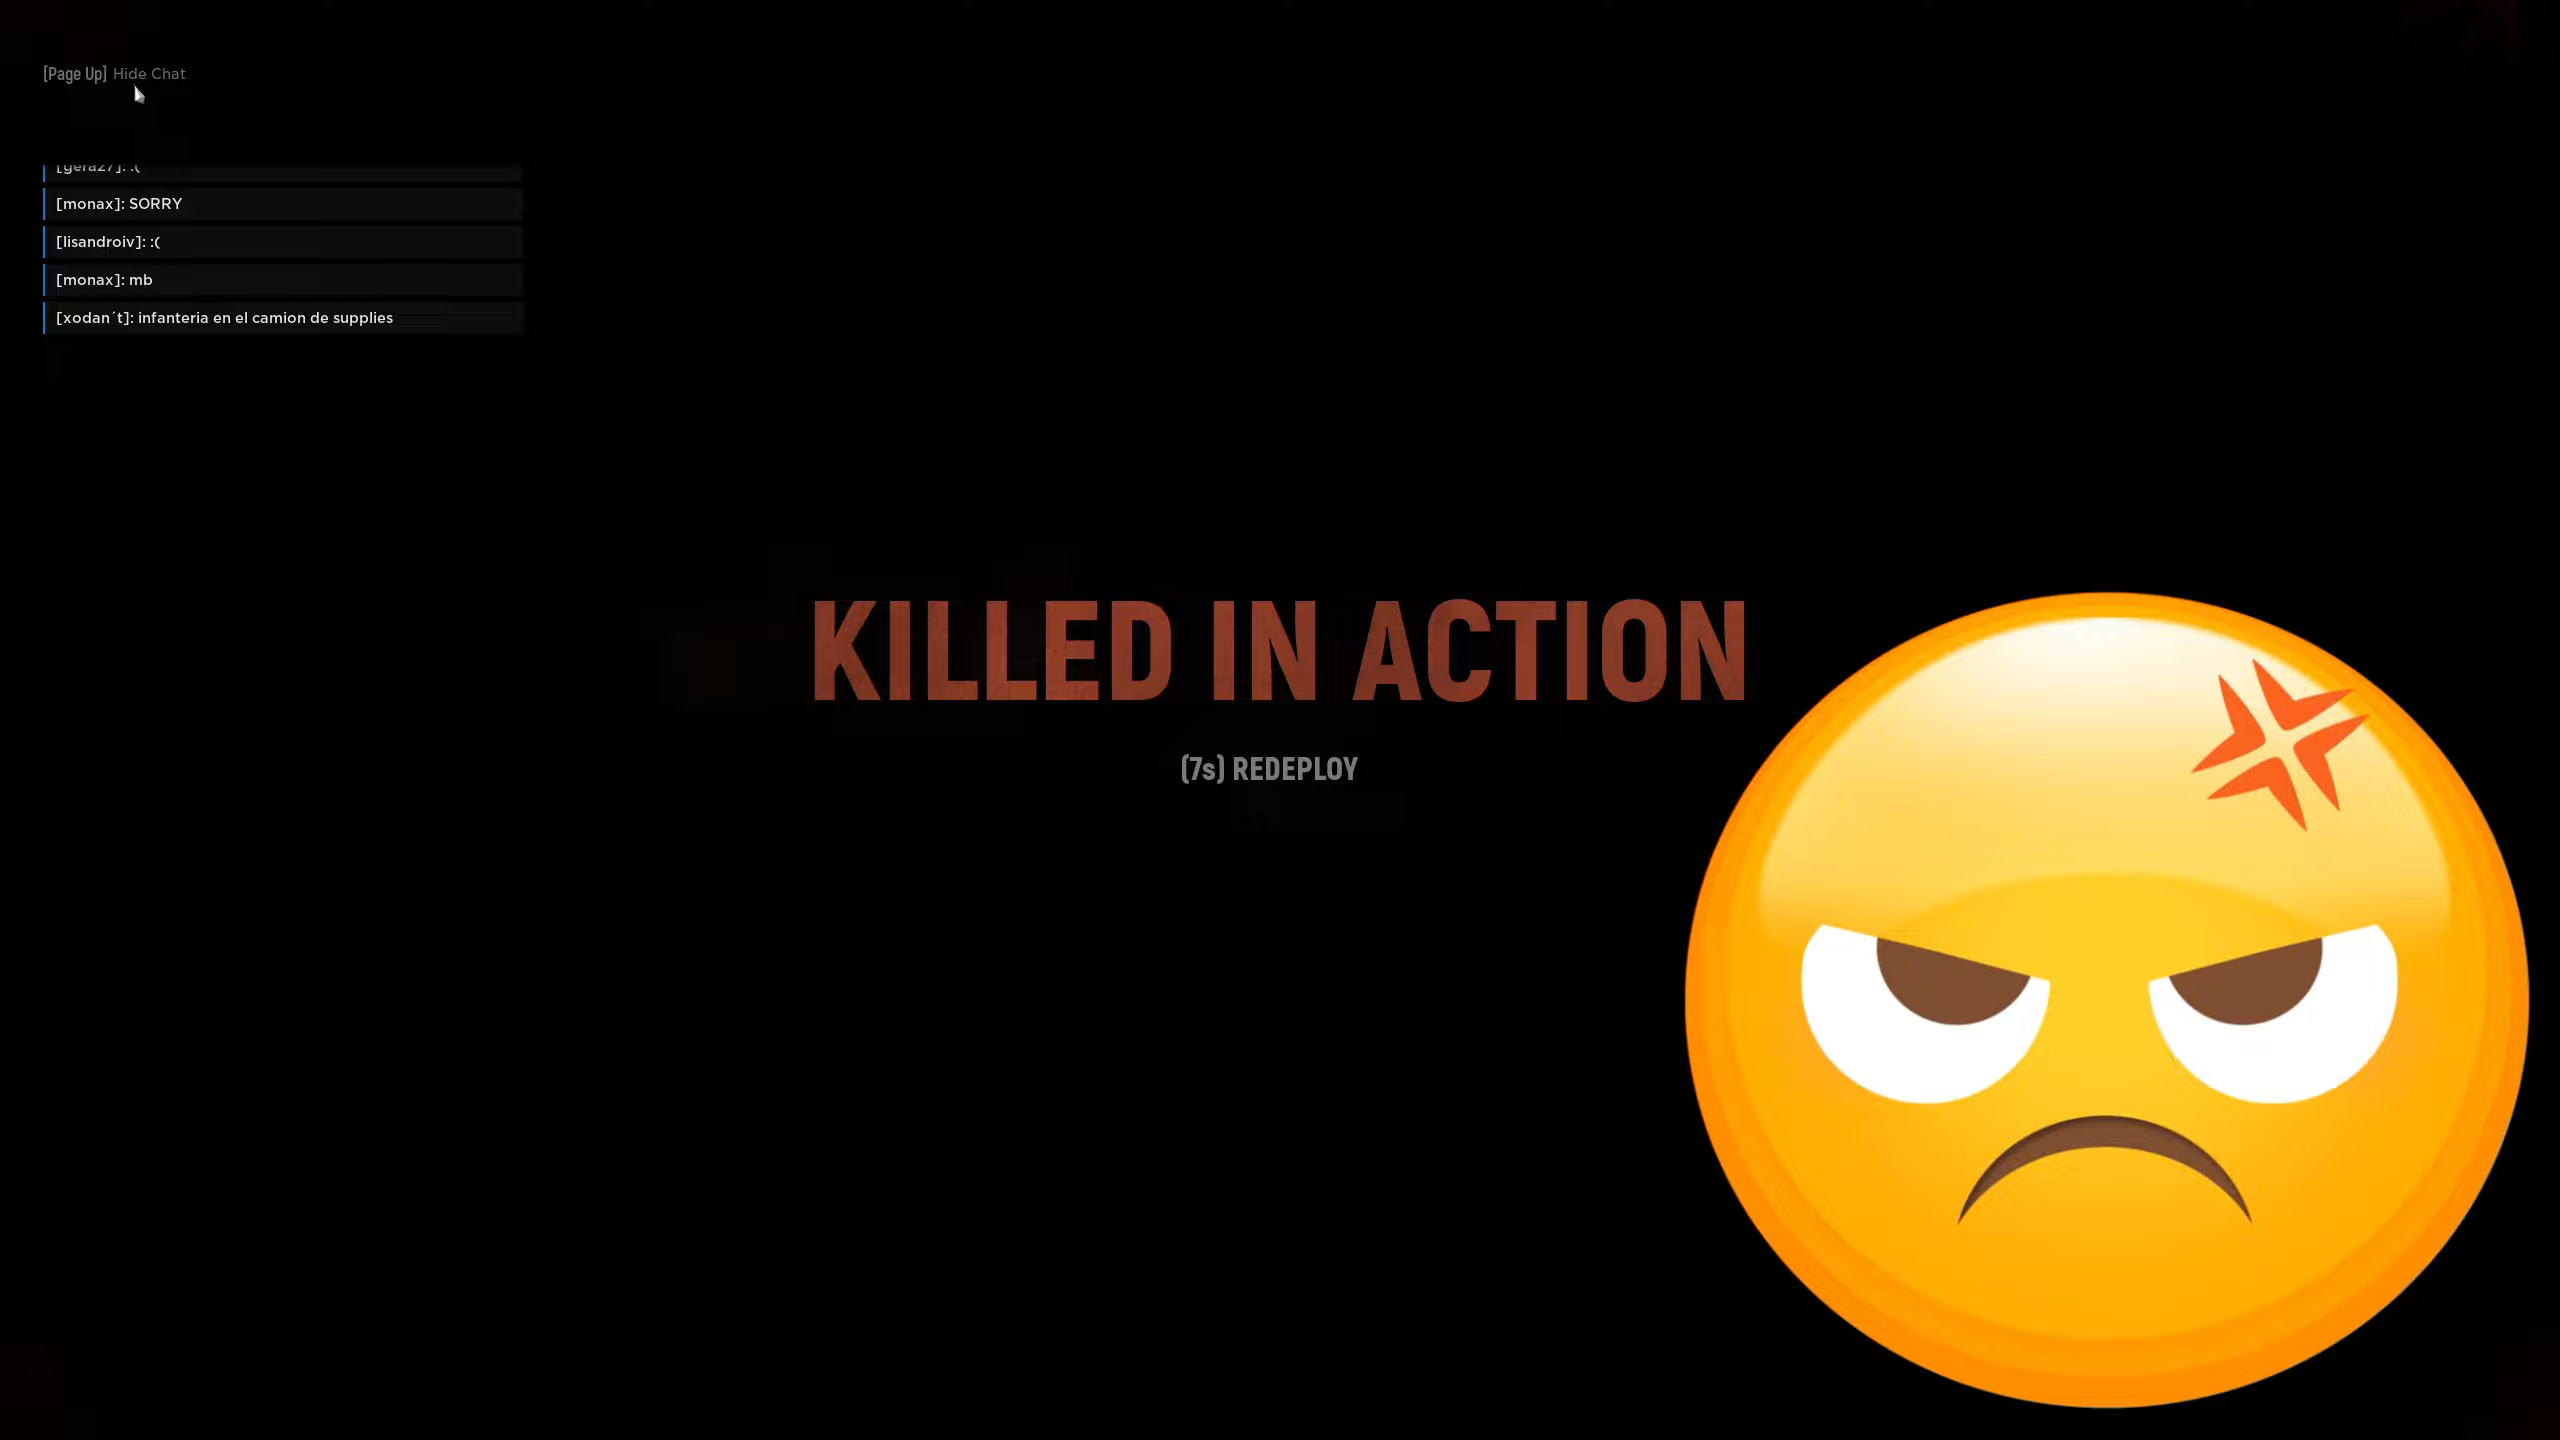 [Page Up] Hide Chat
[gera27]: :(
[monax]: SORRY
[lisandroiv]: :(
[monax]: mb
[xodan´t]: infanteria en el camion de supplies
KILLED IN ACTION
(7s) REDEPLOY